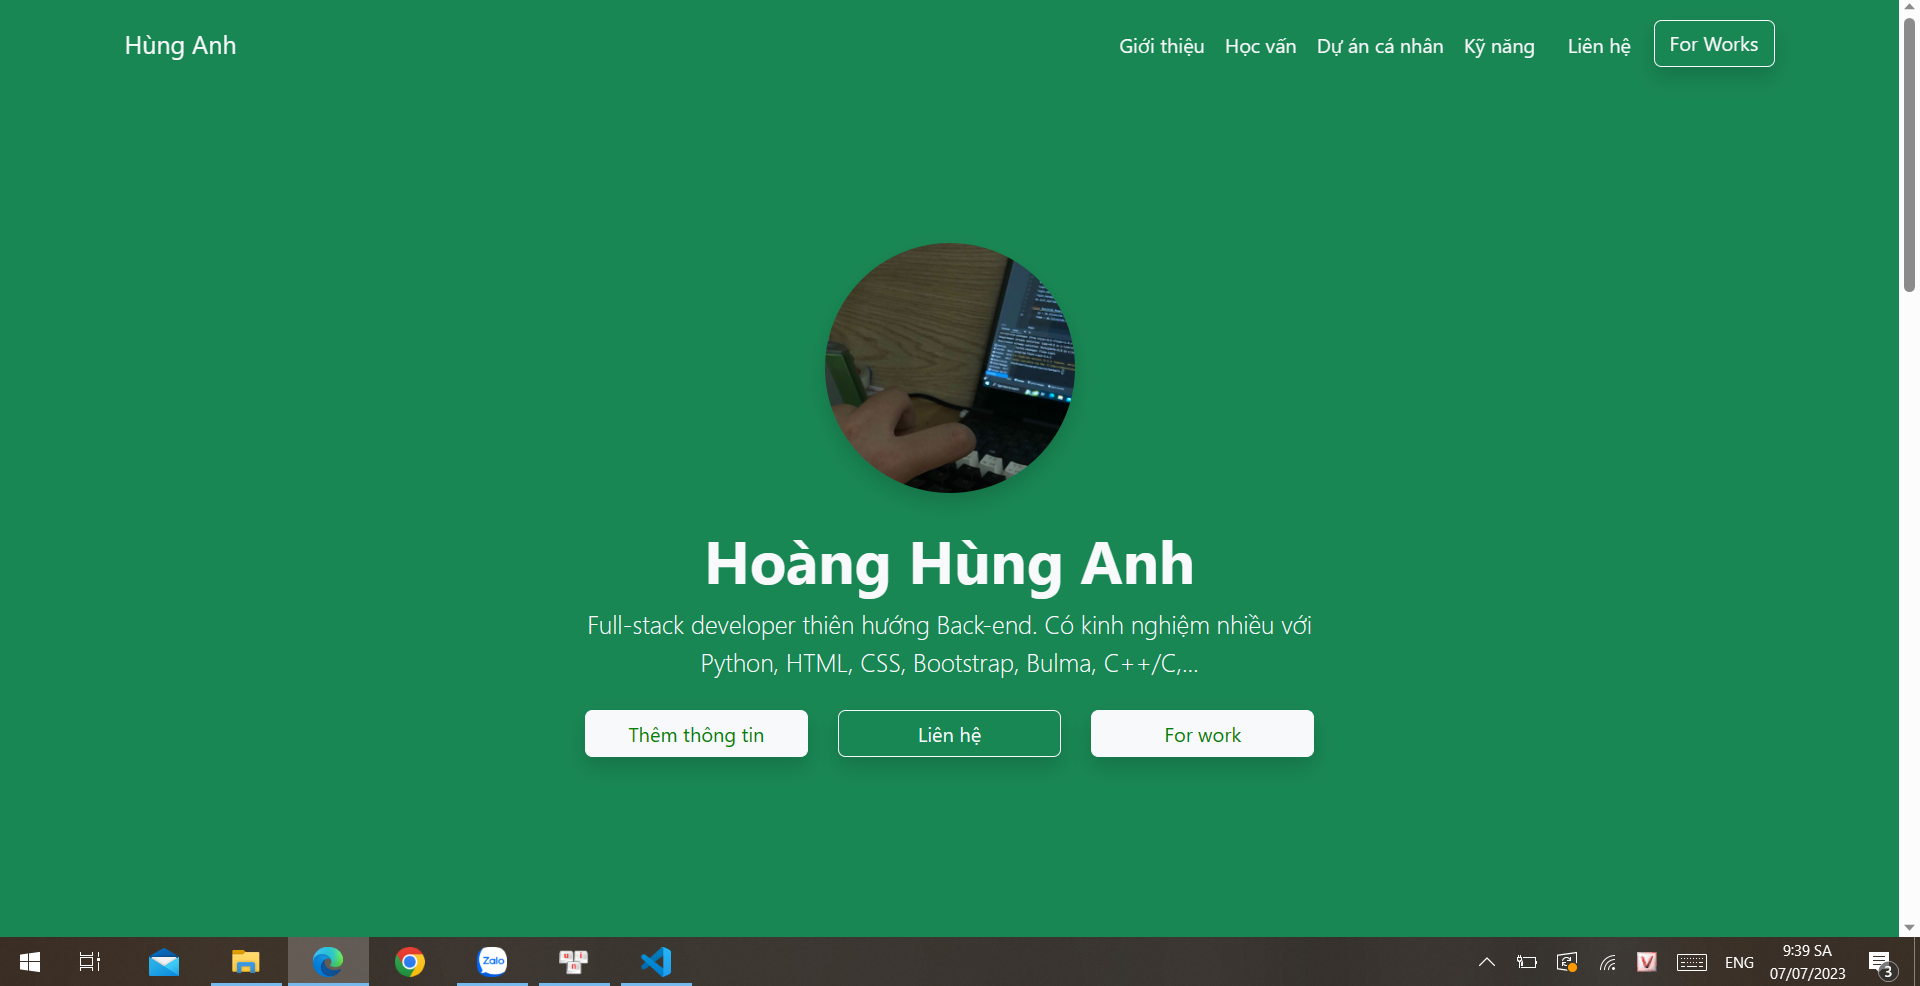 Hùng Anh
Giới thiệu Học vấn Dự án cá nhân Kỹ năng Liên hệ For Works
Hoàng Hùng Anh
Full-stack developer thiên hướng Back-end. Có kinh nghiệm nhiều với
Python, HTML, CSS, Bootstrap, Bulma, C++/C,...
Thêm thông tin Liên hệ For work
Zalo
u i n
V
ENG
9:39 SA
07/07/2023
3